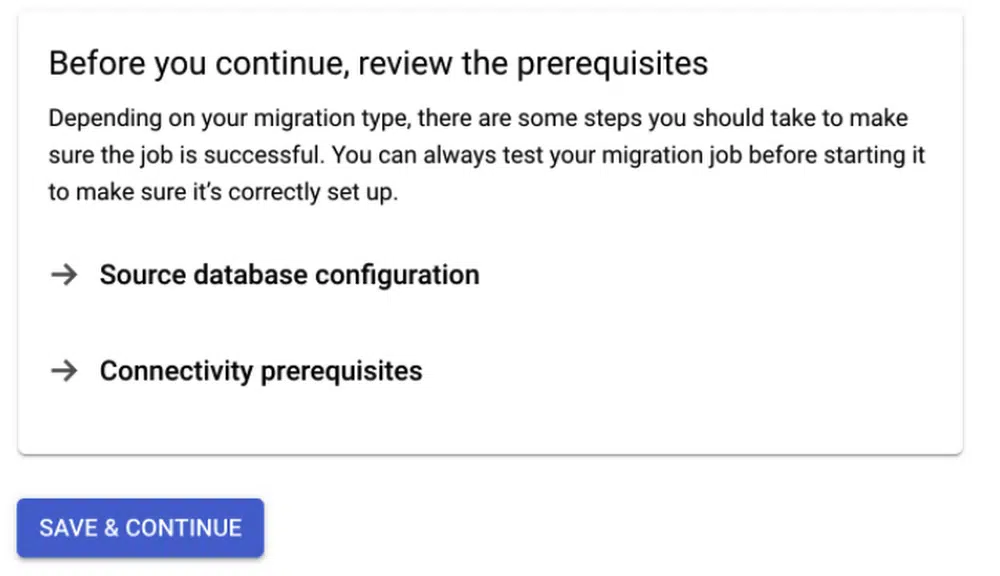 Before you continue, review the prerequisites
Depending on your migration type, there are some steps you should take to make
sure the job is successful. You can always test your migration job before starting it
to make sure it’s correctly set up.
Source database configuration
Connectivity prerequisites
SAVE & CONTINUE